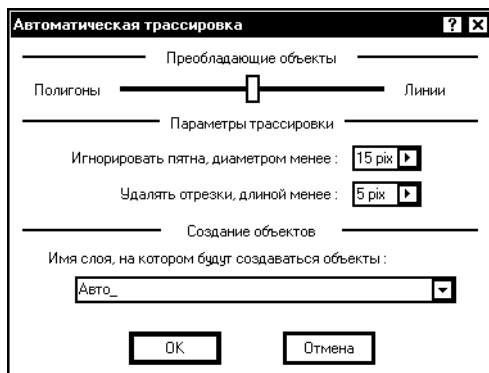 Автоматическая трассировка
Преобладающие объекты
Полигоны Линии
Параметры трассировки
Игнорировать пятна, диаметром менее : 15 pix
Удалять отрезки, длиной менее : 5 pix
Создание объектов
Имя слоя, на котором будут создаваться объекты :
Авто_
OK Отмена